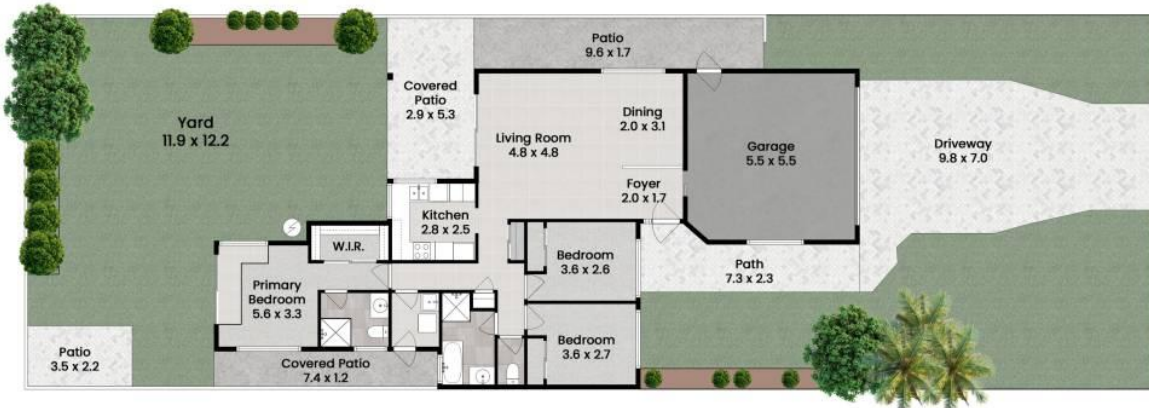 Patio
9.6 x 1.7
Covered
Patio
2.9 x 5.3
Yard
11.9 x 12.2
Living Room
4.8 x 4.8
Dining
2.0 x 3.1
Garage
5.5 x 5.5
Driveway
9.8 x 7.0
Foyer
2.0 x 1.7
Kitchen
2.8 x 2.5
W.I.R.
Bedroom
3.6 x 2.6
Path
7.3 x 2.3
Primary
Bedroom
5.6 x 3.3
Bedroom
3.6 x 2.7
Patio
3.5 x 2.2
Covered Patio
7.4 x 1.2